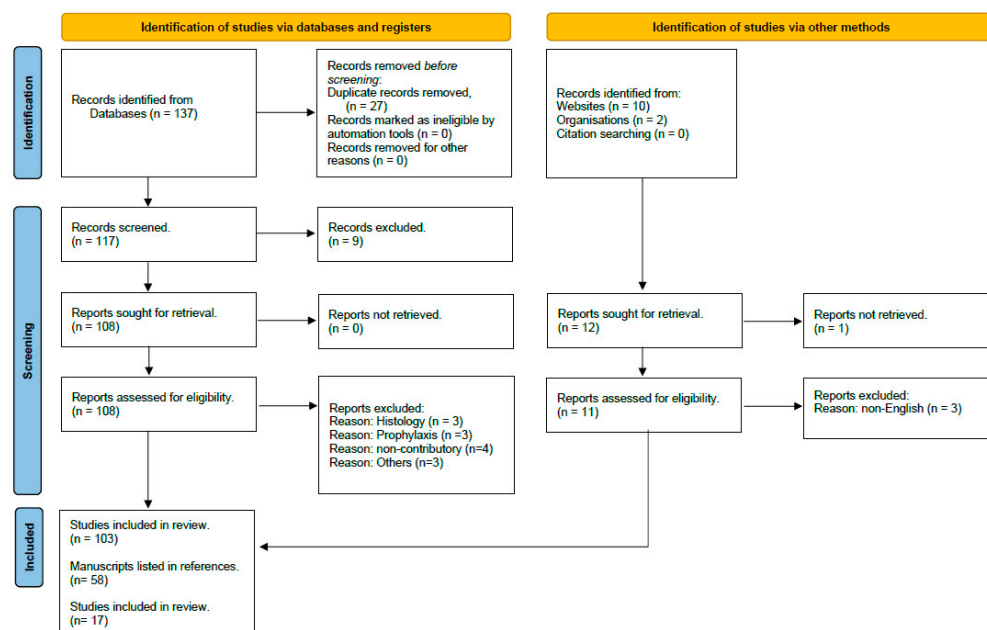 Identification of studies via databases and registers
Identification of studies via other methods
Identification
Records identified from
Databases (n = 137)
Records removed before
screening:
Duplicate records removed,
(n = 27)
Records marked as ineligible by
automation tools (n = 0)
Records removed for other
reasons (n = 0)
Records identified from:
Websites (n = 10)
Organisations (n = 2)
Citation searching (n = 0)
Screening
Records screened.
(n = 117)
Records excluded.
(n = 9)
Reports sought for retrieval.
(n = 108)
Reports not retrieved.
(n = 0)
Reports sought for retrieval.
(n = 12)
Reports not retrieved.
(n = 1)
Reports assessed for eligibility.
(n = 108)
Reports excluded:
Reason: Histology (n = 3)
Reason: Prophylaxis (n =3)
Reason: non-contributory (n=4)
Reason: Others (n=3)
Reports assessed for eligibility.
(n = 11)
Reports excluded:
Reason: non-English (n = 3)
Included
Studies included in review.
(n = 103)
Manuscripts listed in references.
(n= 58)
Studies included in review.
(n= 17)